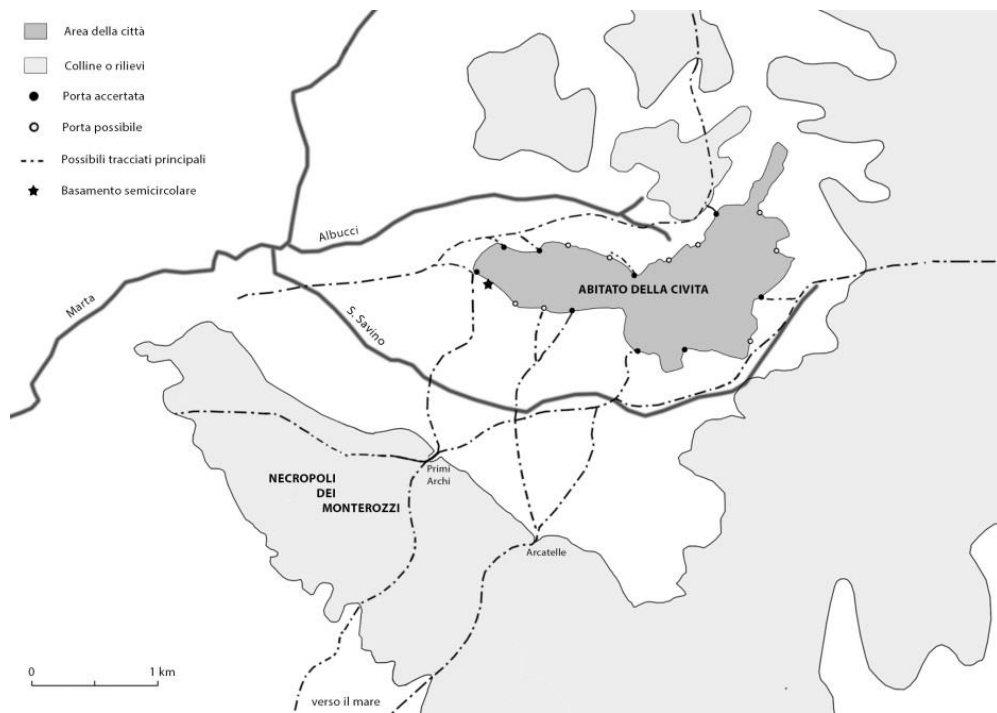 Area della città
Colline o rilievi
Porta accertata
Porta possibile
Possibili tracciati principali
Basamento semicircolare
Albucci
Marta
S. Savino
ABITATO DELLA CIVITA
NECROPOLI
DEI
MONTEROZZI
Primi
Archi
Arcatelle
0
1 km
verso il mare